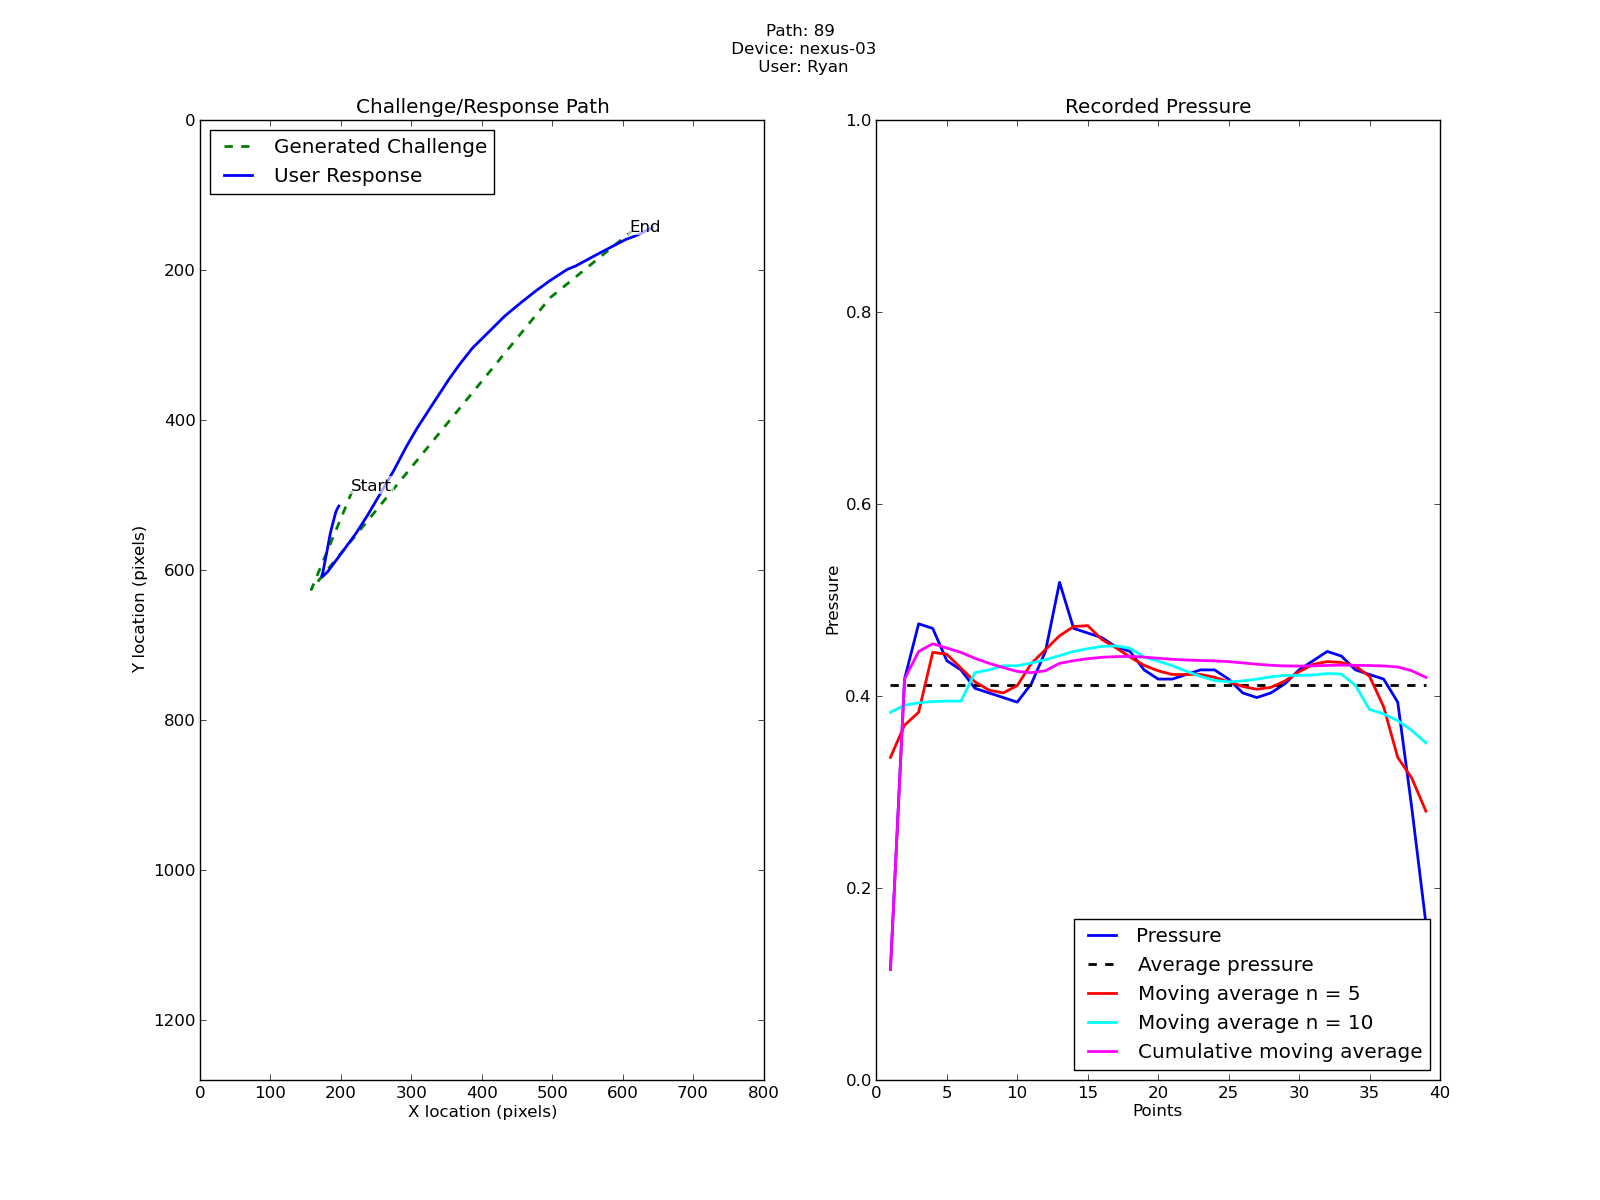 Path: 89
Device: nexus-03
User: Ryan
Challenge/Response Path
0
200
400
600
800
1000
1200
Y location (pixels)
Generated Challenge
User Response
End
Start
0 100 200 300 400 500 600 700 800
X location (pixels)
Recorded Pressure
1.0
0.8
0.6
0.4
0.2
0.0
Pressure
Pressure
Average pressure
Moving average n = 5
Moving average n = 10
Cumulative moving average
0 5 10 15 20 25 30 35 40
Points